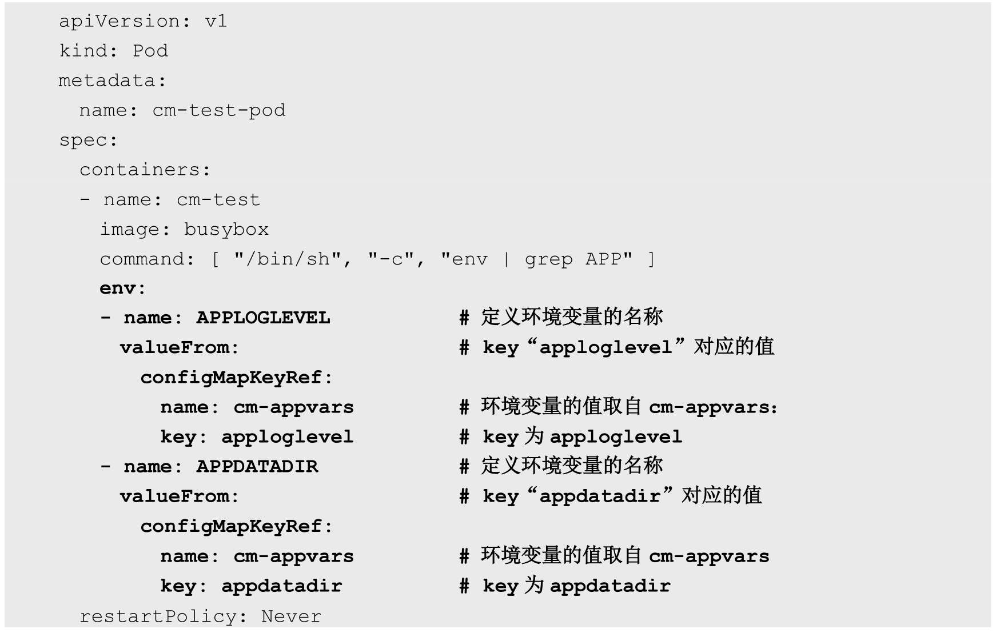 apiVersion: v1
kind: Pod
metadata:
  name: cm-test-pod
spec:
  containers:
  - name: cm-test
    image: busybox
    command: [ "/bin/sh", "-c", "env | grep APP" ]
    env:
    - name: APPLOGLEVEL           # 定义环境变量的名称
      valueFrom:                  # key“apploglevel”对应的值
        configMapKeyRef:
          name: cm-appvars        # 环境变量的值取自 cm-appvars:
          key: apploglevel        # key 为 apploglevel
    - name: APPDATADIR            # 定义环境变量的名称
      valueFrom:                  # key“appdatadir”对应的值
        configMapKeyRef:
          name: cm-appvars        # 环境变量的值取自 cm-appvars
          key: appdatadir         # key 为 appdatadir
  restartPolicy: Never